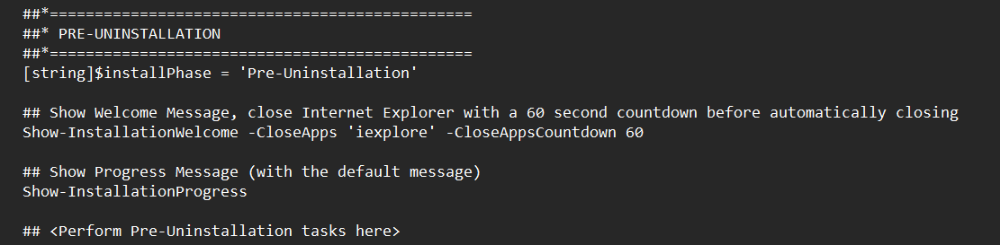 ##*===============================================
##* PRE-UNINSTALLATION
##*===============================================
[string]$installPhase = 'Pre-Uninstallation'
## Show Welcome Message, close Internet Explorer with a 60 second countdown before automatically closing
Show-InstallationWelcome -CloseApps 'iexplore' -CloseAppsCountdown 60
## Show Progress Message (with the default message)
Show-InstallationProgress
## <Perform Pre-Uninstallation tasks here>